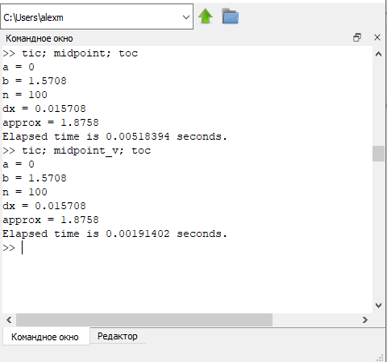 C:\Users\alexm
Командное окно
>> tic; midpoint; toc
a = 0
b = 1.5708
n = 100
dx = 0.015708
approx = 1.8758
Elapsed time is 0.00518394 seconds.
>> tic; midpoint_v; toc
a = 0
b = 1.5708
n = 100
dx = 0.015708
approx = 1.8758
Elapsed time is 0.00191402 seconds.
>>
Командное окно Редактор